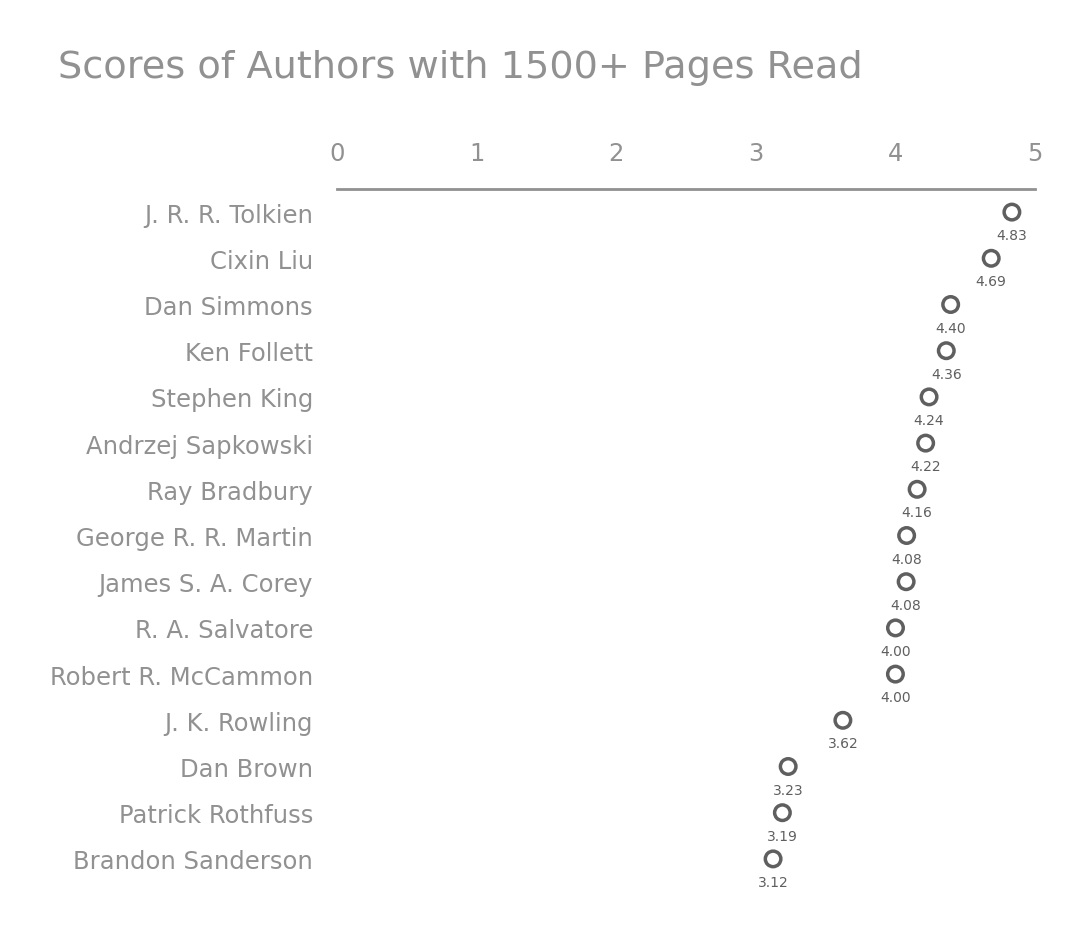 Scores of Authors with 1500+ Pages Read
0 1 2 3 4 5
J. R. R. Tolkien
4.83
Cixin Liu
4.69
Dan Simmons
4.40
Ken Follett
4.36
Stephen King
4.24
Andrzej Sapkowski
4.22
Ray Bradbury
4.16
George R. R. Martin
4.08
James S. A. Corey
4.08
R. A. Salvatore
4.00
Robert R. McCammon
4.00
J. K. Rowling
3.62
Dan Brown
3.23
Patrick Rothfuss
3.19
Brandon Sanderson
3.12